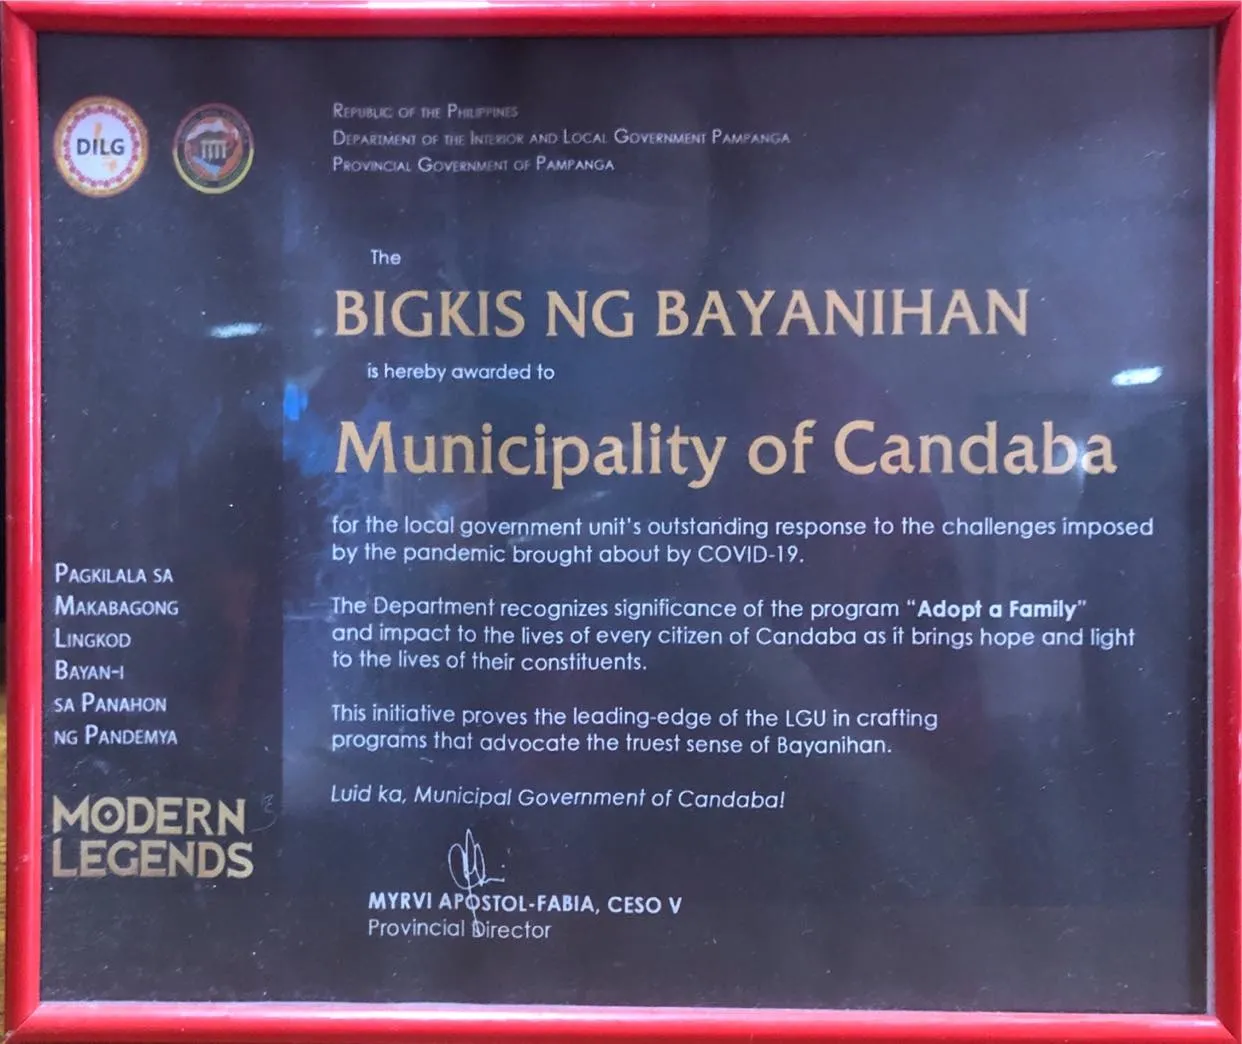 DILG
REPUBLIC OF THE PHILIPPINES
DEPARTMENT OF THE INTERIOR AND LOCAL GOVERNMENT PAMPANGA
PROVINCIAL GOVERNMENT OF PAMPANGA
The
BIGKIS NG BAYANIHAN
is hereby awarded to
Municipality of Candaba
for the local government unit's outstanding response to the challenges imposed
by the pandemic brought about by COVID-19.
The Department recognizes significance of the program "Adopt a Family"
and impact to the lives of every citizen of Candaba as it brings hope and light
to the lives of their constituents.
This initiative proves the leading-edge of the LGU in crafting
programs that advocate the truest sense of Bayanihan.
Luid ka, Municipal Government of Candaba!
MYRVI APOSTOL-FABIA, CESO V
Provincial Director
PAGKILALA SA
MAKABAGONG
LINGKOD
BAYAN-I
SA PANAHON
NG PANDEMYA
MODERN
LEGENDS